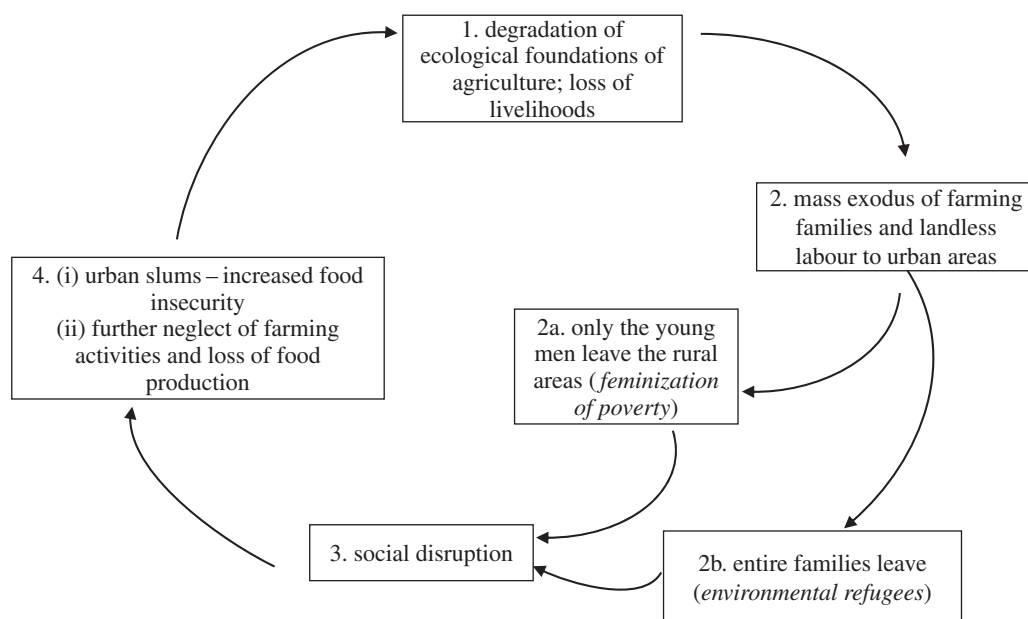 1. degradation of
ecological foundations of
agriculture; loss of
livelihoods
2. mass exodus of farming
families and landless
labour to urban areas
2a. only the young
men leave the rural
areas (feminization
of poverty)
2b. entire families leave
(environmental refugees)
3. social disruption
4. (i) urban slums – increased food
insecurity
(ii) further neglect of farming
activities and loss of food
production